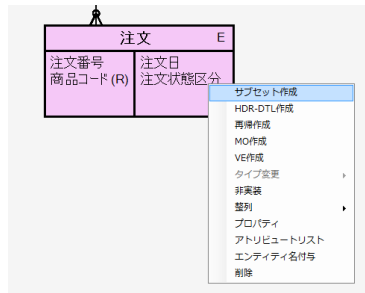 注文 E
注文番号
商品コード(R)
注文日
注文状態区分
サブセット作成
HDR-DTL作成
再帰作成
MO作成
VE作成
タイプ変更
非実装
整列
プロパティ
アトリビュートリスト
エンティティ名付与
削除